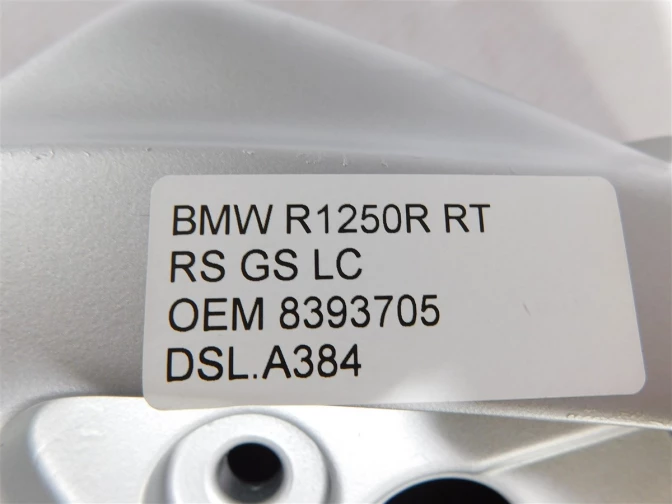 BMW R1250R RT
RS GS LC
OEM 8393705
DSL.A384